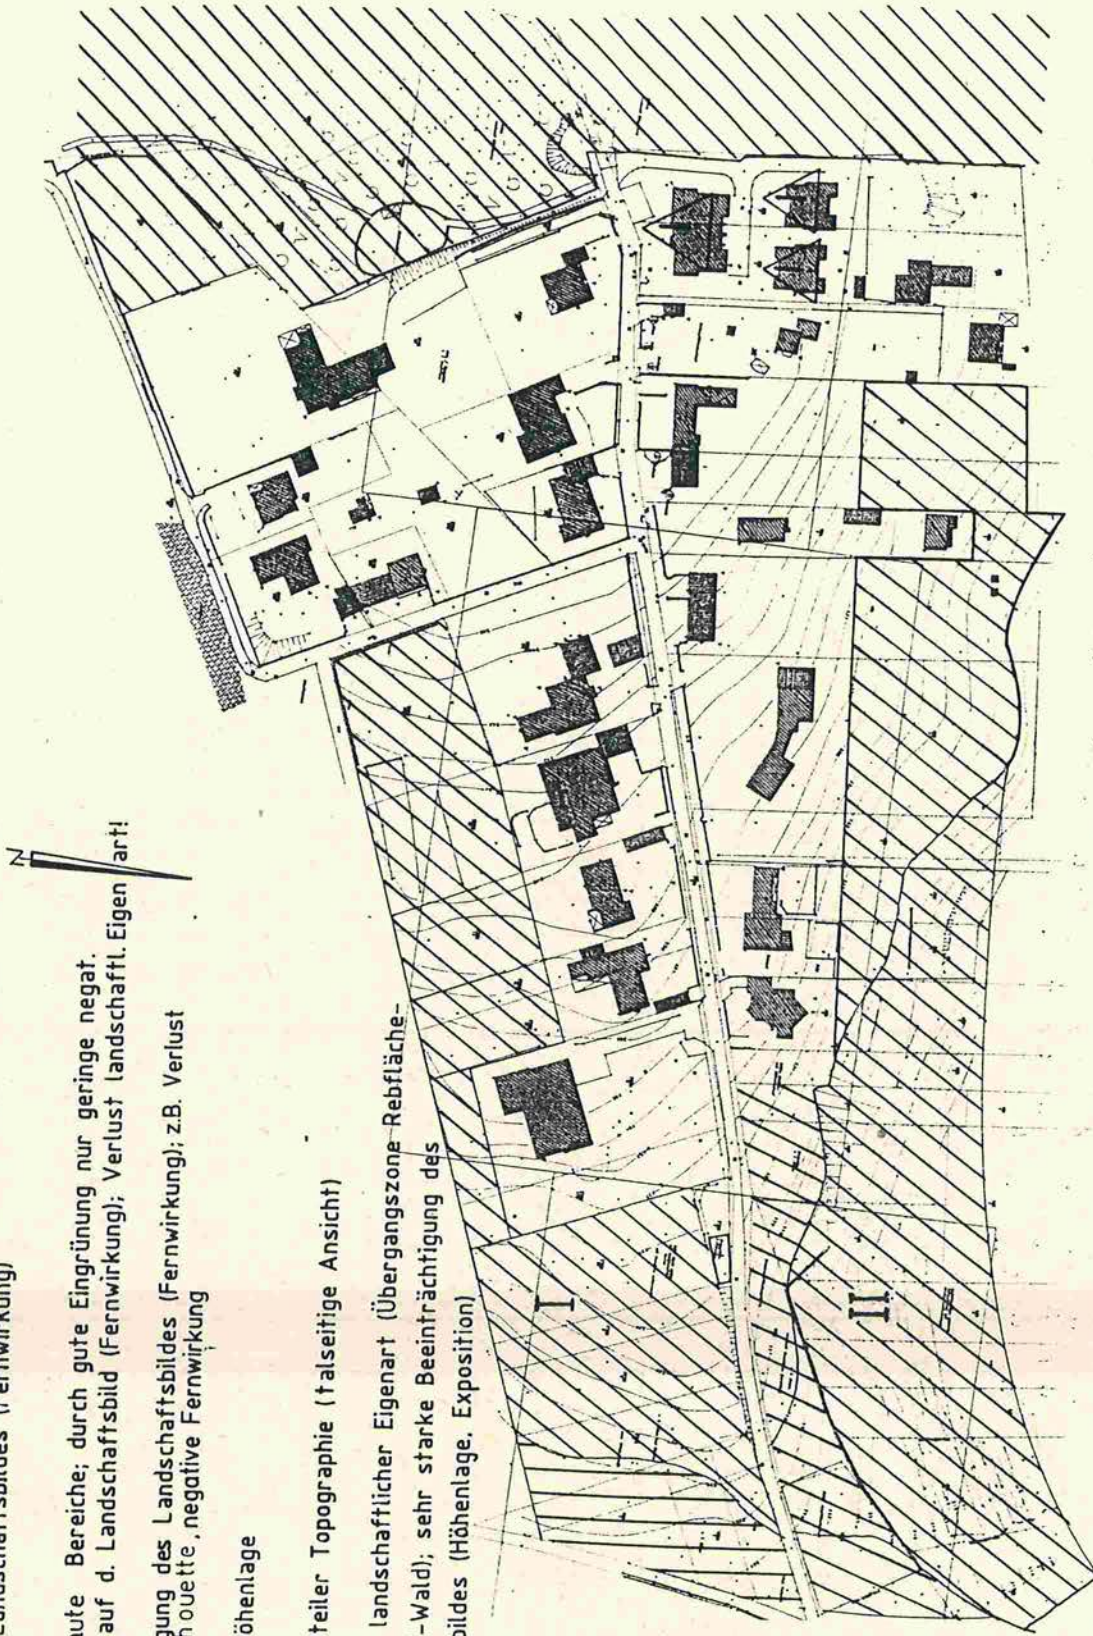 Landschaftsbildes (Fernwirkung)
aute Bereiche; durch gute Eingrünung nur geringe negat.
auf d. Landschaftsbild (Fernwirkung); Verlust landschaftl. Eigen art!
gung des Landschaftsbildes (Fernwirkung); z.B. Verlust
houette, negative Fernwirkung
öhenlage
teiler Topographie (talseitige Ansicht)
landschaftlicher Eigenart (Übergangszone Rebfläche-
-Wald); sehr starke Beeinträchtigung des
bildes (Höhenlage, Exposition)
N
I
II